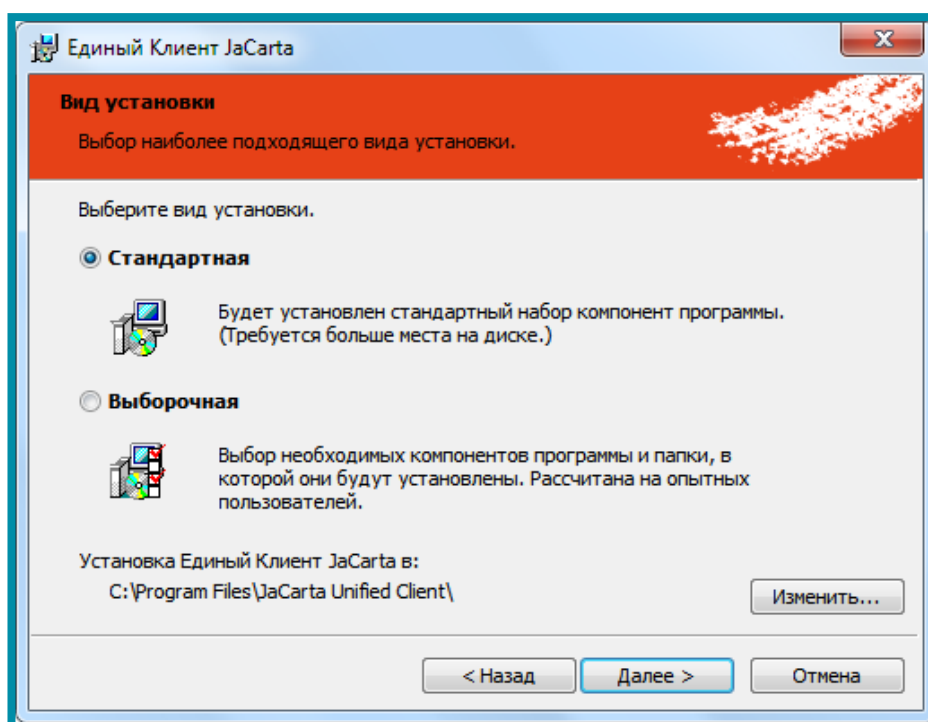 Единый Клиент JaCarta
Вид установки
Выбор наиболее подходящего вида установки.
Выберите вид установки.
Стандартная
Будет установлен стандартный набор компонент программы.
(Требуется больше места на диске.)
Выборочная
Выбор необходимых компонентов программы и папки, в
которой они будут установлены. Рассчитана на опытных
пользователей.
Установка Единый Клиент JaCarta в:
C:\Program Files\JaCarta Unified Client\
Изменить...
< Назад
Далее >
Отмена